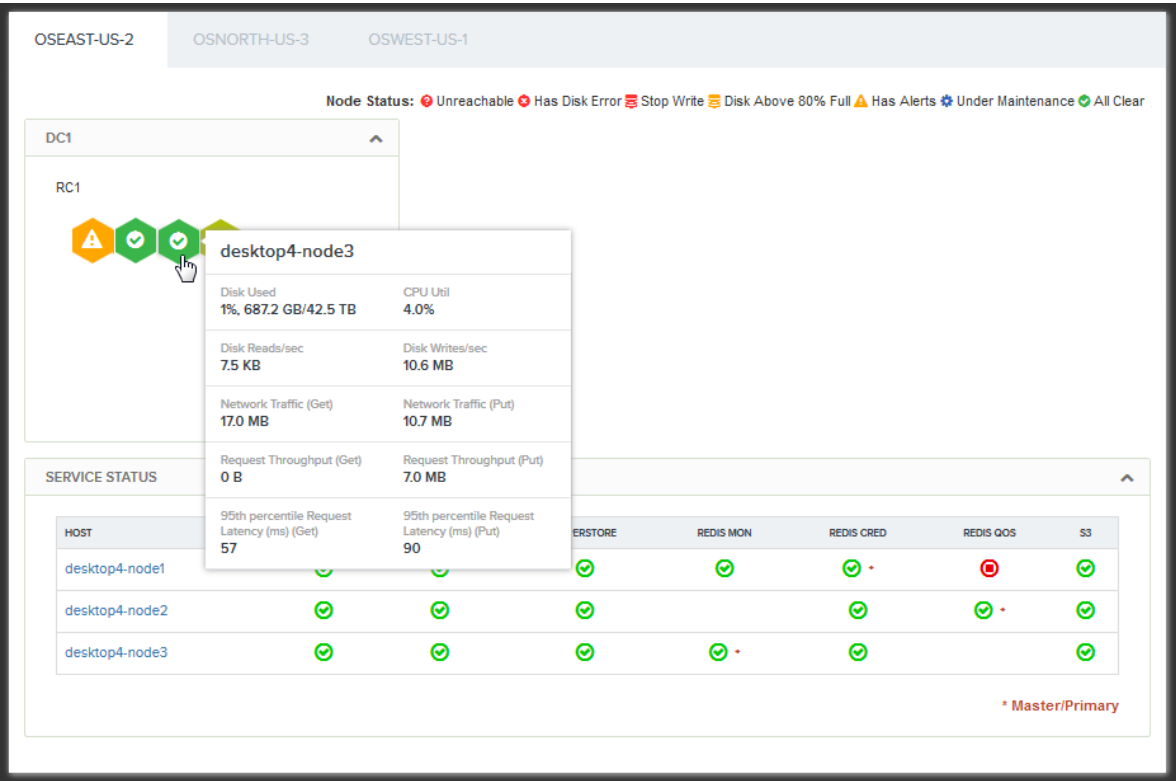 OSEAST-US-2 OSNORTH-US-3 OSWEST-US-1
Node Status: Unreachable Has Disk Error Stop Write Disk Above 80% Full Has Alerts Under Maintenance All Clear
DC1
RC1
desktop4-node3
Disk Used CPU Util
1%, 687.2 GB/42.5 TB 4.0%
Disk Reads/sec Disk Writes/sec
7.5 KB 10.6 MB
Network Traffic (Get) Network Traffic (Put)
17.0 MB 10.7 MB
Request Throughput (Get) Request Throughput (Put)
0 B 7.0 MB
95th percentile Request 95th percentile Request
Latency (ms) (Get) Latency (ms) (Put)
57 90
SERVICE STATUS
HOST ERSTORE REDIS MON REDIS CRED REDIS QOS S3
desktop4-node1 *
desktop4-node2 *
desktop4-node3 *
* Master/Primary